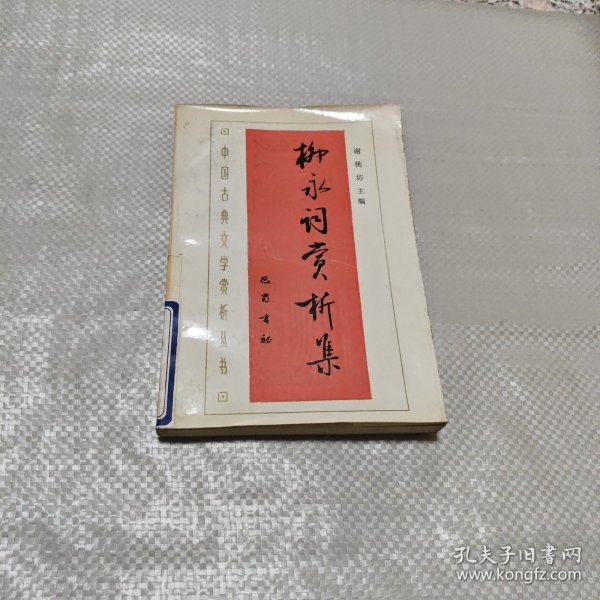 中国古典文学赏析丛书
柳永词赏析集
谢桃坊主编
巴蜀书社
孔夫子旧书网
www.kongfz.com